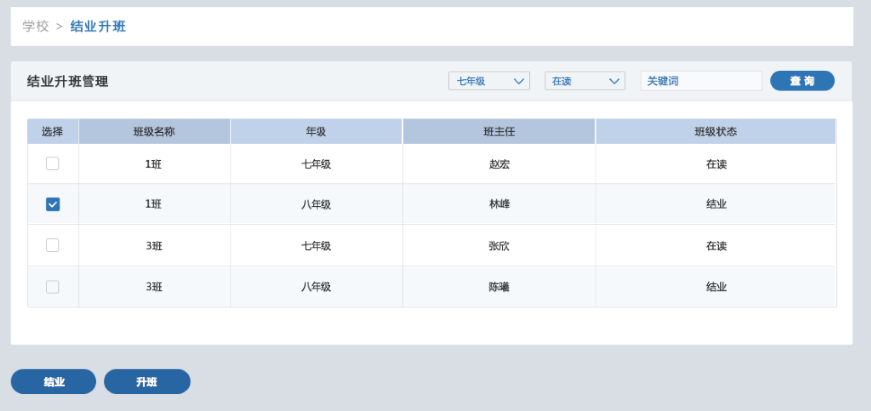 学校 > 结业升班
结业升班管理 七年级 在读 关键词 查询
选择 班级名称 年级 班主任 班级状态
1班 七年级 赵宏 在读
1班 八年级 林峰 结业
3班 七年级 张欣 在读
3班 八年级 陈曦 结业
结业 升班